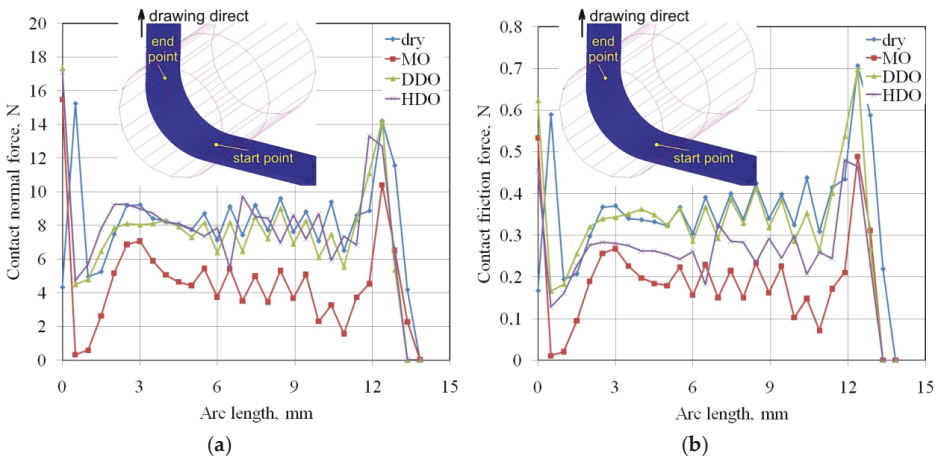 drawing direct
end
point
start point
dry
MO
DDO
HDO
Contact normal force, N
20
18
16
14
12
10
8
6
4
2
0
0 3 6 9 12 15
Arc length, mm
(a)
drawing direct
end
point
start point
dry
MO
DDO
HDO
Contact friction force, N
0.8
0.7
0.6
0.5
0.4
0.3
0.2
0.1
0
0 3 6 9 12 15
Arc length, mm
(b)